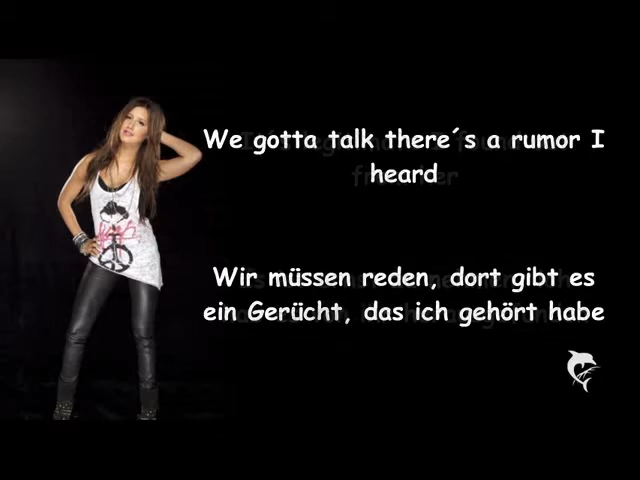 We gotta talk there´s a rumor I
heard
Wir müssen reden, dort gibt es
ein Gerücht, das ich gehört habe